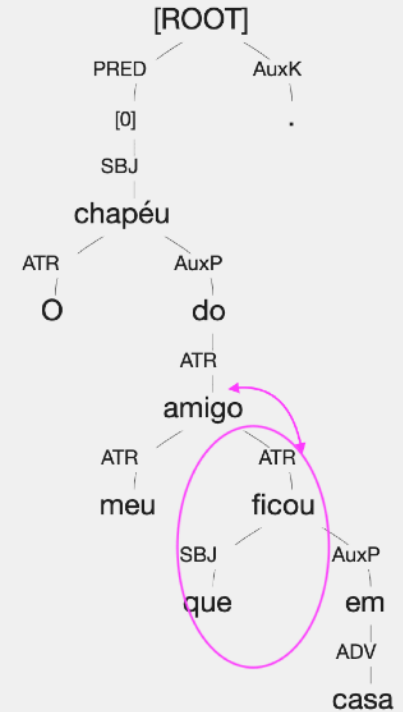 [ROOT]
PRED AuxK
[0] .
SBJ
chapéu
ATR AuxP
O do
ATR
amigo
ATR ATR
meu ficou
SBJ AuxP
que em
ADV
casa